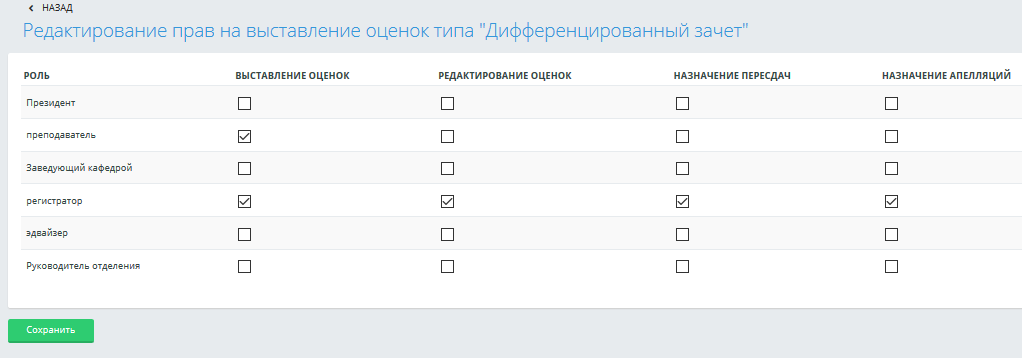 НАЗАД
Редактирование прав на выставление оценок типа "Дифференцированный зачет"
РОЛЬ ВЫСТАВЛЕНИЕ ОЦЕНОК РЕДАКТИРОВАНИЕ ОЦЕНОК НАЗНАЧЕНИЕ ПЕРЕСДАЧ НАЗНАЧЕНИЕ АПЕЛЛЯЦИЙ
Президент
преподаватель
Заведующий кафедрой
регистратор
эдвайзер
Руководитель отделения
Сохранить